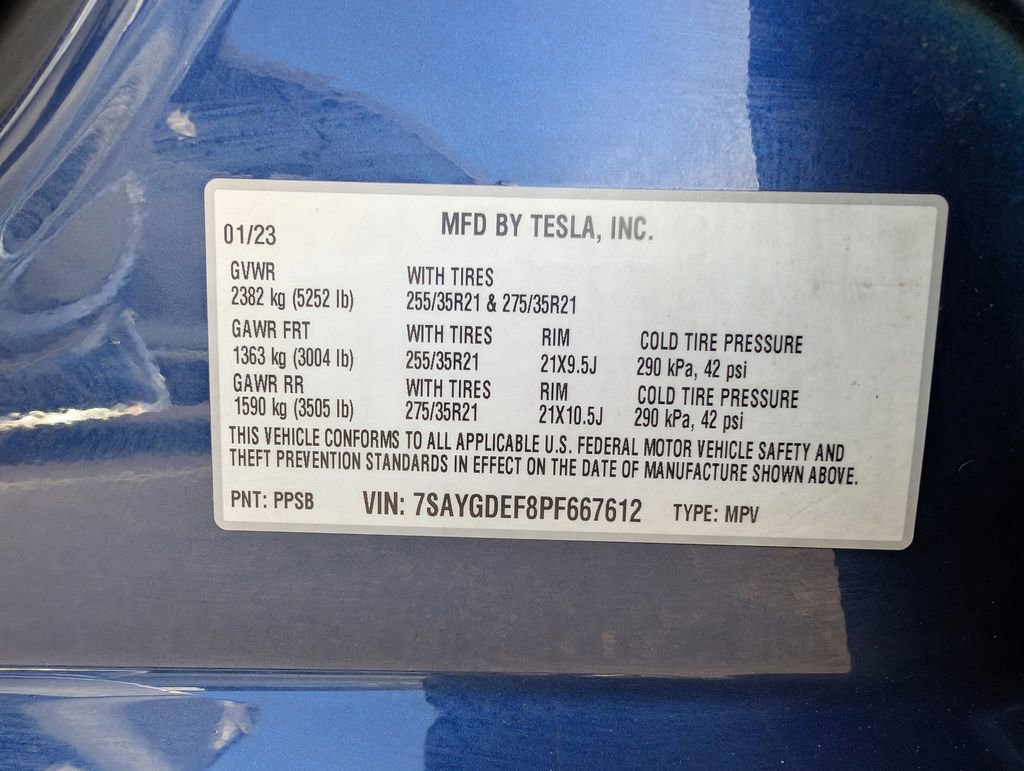 MFD BY TESLA, INC.
01/23
GVWR WITH TIRES
2382 kg (5252 lb) 255/35R21 & 275/35R21
GAWR FRT WITH TIRES RIM COLD TIRE PRESSURE
1363 kg (3004 lb) 255/35R21 21X9.5J 290 kPa, 42 psi
GAWR RR WITH TIRES RIM COLD TIRE PRESSURE
1590 kg (3505 lb) 275/35R21 21X10.5J 290 kPa, 42 psi
THIS VEHICLE CONFORMS TO ALL APPLICABLE U.S. FEDERAL MOTOR VEHICLE SAFETY AND
THEFT PREVENTION STANDARDS IN EFFECT ON THE DATE OF MANUFACTURE SHOWN ABOVE.
PNT: PPSB VIN: 7SAYGDEF8PF667612 TYPE: MPV